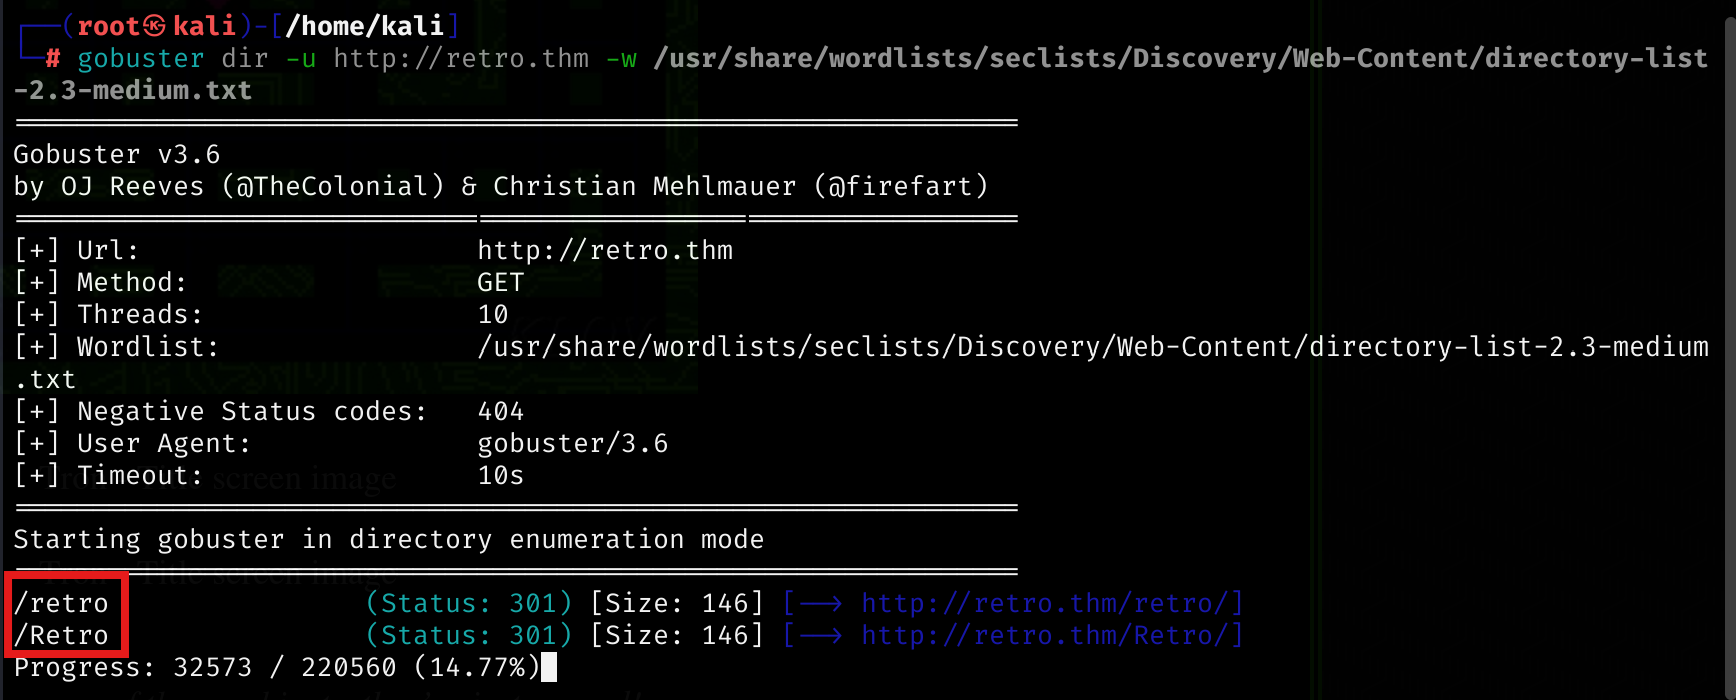 (root㉿kali)-[/home/kali]
# gobuster dir -u http://retro.thm -w /usr/share/wordlists/seclists/Discovery/Web-Content/directory-list
-2.3-medium.txt
Gobuster v3.6
by OJ Reeves (@TheColonial) & Christian Mehlmauer (@firefart)
[+] Url: http://retro.thm
[+] Method: GET
[+] Threads: 10
[+] Wordlist: /usr/share/wordlists/seclists/Discovery/Web-Content/directory-list-2.3-medium
.txt
[+] Negative Status codes: 404
[+] User Agent: gobuster/3.6
[+] Timeout: 10s
Starting gobuster in directory enumeration mode
/retro (Status: 301) [Size: 146] [--> http://retro.thm/retro/]
/Retro (Status: 301) [Size: 146] [--> http://retro.thm/Retro/]
Progress: 32573 / 220560 (14.77%)